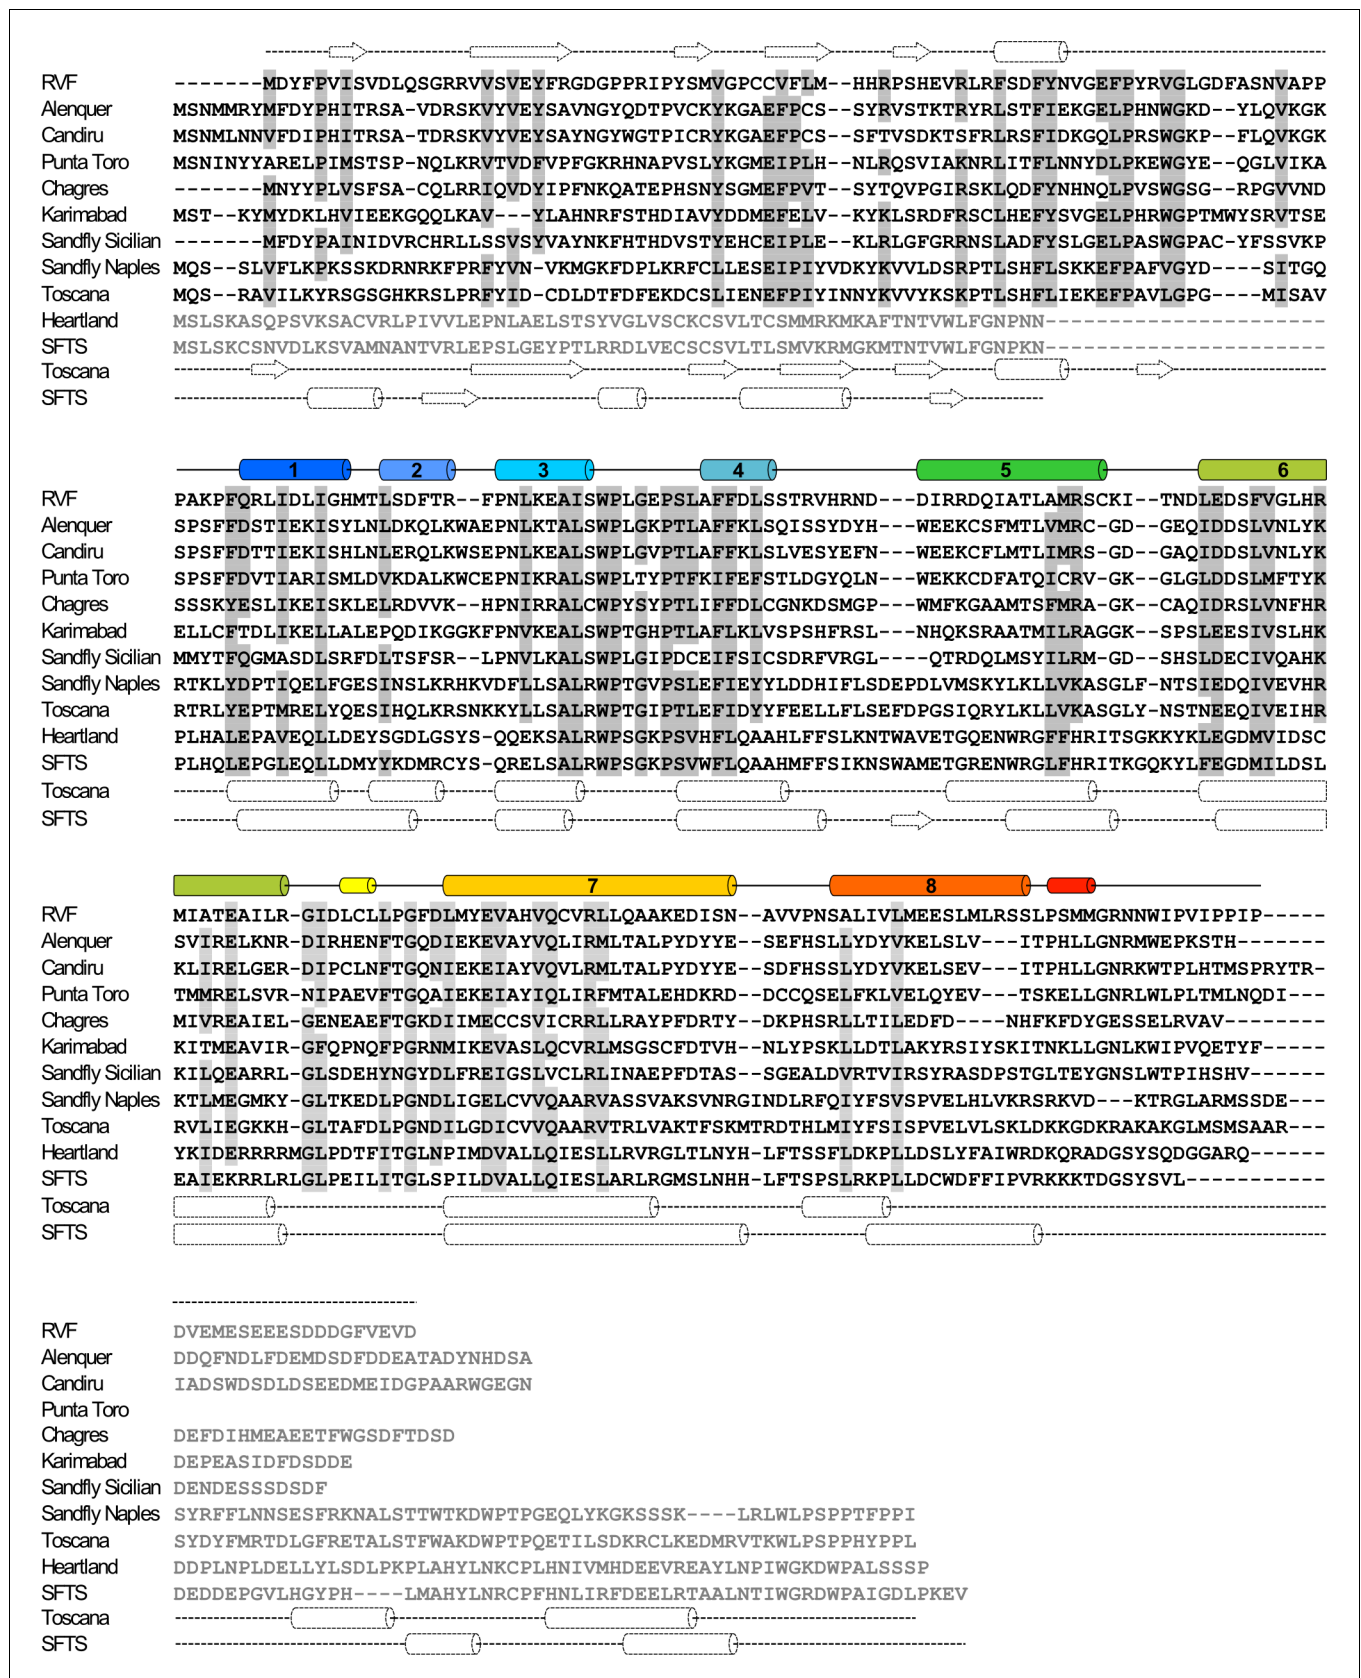 RVF -------MDYFPVISVDLQSGRRVVSVEYFRGDGPPRIPYSMVGPCCVFLM--HHRPSHEVRLRFSDFYNVGEFPYRVGLGDFASNVAPP
Alenquer MSNMMRYMFDYPHITRSA-VDRSKVYVEYSAVNGYQDTPVCKYKGAEFPCS--SYRVSTKTRYRLSTFIEKGELPHNWGKD--YLQVKGK
Candiru MSNMLNNVFDIPHITRSA-TDRSKVYVEYSAYNGYWGTPICRYKGAEFPCS--SFTVSDKTSFRLRSFIDKGQLPRSWGKP--FLQVKGK
Punta Toro MSNINYYARELPIMSTSP-NQLKRVTVDFVPFGKRHNAPVSLYKGMEIPLH--NLRQSVIAKNRLITFLNNYDLPKEWGYE--QGLVIKA
Chagres -------MNYYPLVSFSA-CQLRRIQVDYIPFNKQATEPHSNYSGMEFPVT--SYTQVPGIRSKLQDFYNHNQLPVSWGSG--RPGVVND
Karimabad MST--KYMYDKLHVIEEKGQQLKAV---YLAHNRFSTHDIAVYDDMEFELV--KYKLSRDFRSCLHEFYSVGELPHRWGPTMWYSRVTSE
Sandfly Sicilian -------MFDYPAINIDVRCHRLLSSVSYVAYNKFHTHDVSTYEHCEIPLE--KLRLGFGRRNSLADFYSLGELPASWGPAC-YFSSVKP
Sandfly Naples MQS--SLVFLKPKSSKDRNRKFPRFYVN-VKMGKFDPLKRFCLLESEIPIYVDKYKVVLDSRPTLSHFLSKKEFPAFVGYD----SITGQ
Toscana MQS--RAVILKYRSGSGHKRSLPRFYID-CDLDTFDFEKDCSLIENEFPIYINNYKVVYKSKPTLSHFLIEKEFPAVLGPG----MISAV
Heartland MSLSKASQPSVKSACVRLPIVVLEPNLAELSTSYVGLVSCKCSVLTCSMMRKMKAFTNTVWLFGNPNN----------------------
SFTS MSLSKCSNVDLKSVAMNANTVRLEPSLGEYPTLRRDLVECSCSVLTLSMVKRMGKMTNTVWLFGNPKN----------------------
Toscana
SFTS
1 2 3 4 5 6
RVF PAKPFQRLIDLIGHMTLSDFTR--FPNLKEAISWPLGEPSLAFFDLSSTRVHRND---DIRRDQIATLAMRSCKI--TNDLEDSFVGLHR
Alenquer SPSFFDSTIEKISYLNLDKQLKWAEPNLKTALSWPLGKPTLAFFKLSQISSYDYH---WEEKCSFMTLVMRC-GD--GEQIDDSLVNLYK
Candiru SPSFFDTTIEKISHLNLERQLKWSEPNLKEALSWPLGVPTLAFFKLSLVESYEFN---WEEKCFLMTLIMRS-GD--GAQIDDSLVNLYK
Punta Toro SPSFFDVTIARISMLDVKDALKWCEPNIKRALSWPLTYPTFKIFEFSTLDGYQLN---WEKKCDFATQICRV-GK--GLGLDDSLMFTYK
Chagres SSSKYESLIKEISKLELRDVVK--HPNIRRALCWPYSYPTLIFFDLCGNKDSMGP---WMFKGAAMTSFMRA-GK--CAQIDRSLVNFHR
Karimabad ELLCFTDLIKELLALEPQDIKGGKFPNVKEALSWPTGHPTLAFLKLVSPSHFRSL---NHQKSRAATMILRAGGK--SPSLEESIVSLHK
Sandfly Sicilian MMYTFQGMASDLSRFDLTSFSR--LPNVLKALSWPLGIPDCEIFSICSDRFVRGL----QTRDQLMSYILRM-GD--SHSLDECIVQAHK
Sandfly Naples RTKLYDPTIQELFGESINSLKRHKVDFLLSALRWPTGVPSLEFIEYYLDDHIFLSDEPDLVMSKYLKLLVKASGLF-NTSIEDQIVEVHR
Toscana RTRLYEPTMRELYQESIHQLKRSNKKYLLSALRWPTGIPTLEFIDYYFEELLFLSEFDPGSIQRYLKLLVKASGLY-NSTNEEQIVEIHR
Heartland PLHALEPAVEQLLDEYSGDLGSYS-QQEKSALRWPSGKPSVHFLQAAHLFFSLKNTWAVETGQENWRGFFHRITSGKKYKLEGDMVIDSC
SFTS PLHQLEPGLEQLLDMYYKDMRCYS-QRELSALRWPSGKPSVWFLQAAHMFFSIKNSWAMETGRENWRGLFHRITKGQKYLFEGDMILDSL
Toscana
SFTS
7 8
RVF MIATEAILR-GIDLCLLPGFDLMYEVAHVQCVRLLQAAKEDISN--AVVPNSALIVLMEESLMLRSSLPSMMGRNNWIPVIPPIP-----
Alenquer SVIRELKNR-DIRHENFTGQDIEKEVAYVQLIRMLTALPYDYYE--SEFHSLLYDYVKELSLV---ITPHLLGNRMWEPKSTH-------
Candiru KLIRELGER-DIPCLNFTGQNIEKEIAYVQVLRMLTALPYDYYE--SDFHSSLYDYVKELSEV---ITPHLLGNRKWTPLHTMSPRYTR-
Punta Toro TMMRELSVR-NIPAEVFTGQAIEKEIAYIQLIRFMTALEHDKRD--DCCQSELFKLVELQYEV---TSKELLGNRLWLPLTMLNQDI---
Chagres MIVREAIEL-GENEAEFTGKDIIMECCSVICRRLLRAYPFDRTY--DKPHSRLLTILEDFD----NHFKFDYGESSELRVAV--------
Karimabad KITMEAVIR-GFQPNQFPGRNMIKEVASLQCVRLMSGSCFDTVH--NLYPSKLLDTLAKYRSIYSKITNKLLGNLKWIPVQETYF-----
Sandfly Sicilian KILQEARRL-GLSDEHYNGYDLFREIGSLVCLRLINAEPFDTAS--SGEALDVRTVIRSYRASDPSTGLTEYGNSLWTPIHSHV------
Sandfly Naples KTLMEGMKY-GLTKEDLPGNDLIGELCVVQAARVASSVAKSVNRGINDLRFQIYFSVSPVELHLVKRSRKVD---KTRGLARMSSDE---
Toscana RVLIEGKKH-GLTAFDLPGNDILGDICVVQAARVTRLVAKTFSKMTRDTHLMIYFSISPVELVLSKLDKKGDKRAKAKGLMSMSAAR---
Heartland YKIDERRRRMGLPDTFITGLNPIMDVALLQIESLLRVRGLTLNYH-LFTSSFLDKPLLDSLYFAIWRDKQRADGSYSQDGGARQ------
SFTS EAIEKRRLRLGLPEILITGLSPILDVALLQIESLARLRGMSLNHH-LFTSPSLRKPLLDCWDFFIPVRKKKTDGSYSVL-----------
Toscana
SFTS
RVF DVEMESEEESDDDGFVEVD
Alenquer DDQFNDLFDEMDSDFDDEATADYNHDSA
Candiru IADSWDSDLDSEEDMEIDGPAARWGEGN
Punta Toro
Chagres DEFDIHMEAEETFWGSDFTDSD
Karimabad DEPEASIDFDSDDE
Sandfly Sicilian DENDESSSDSDF
Sandfly Naples SYRFFLNNSESFRKNALSTTWTKDWPTPGEQLYKGKSSSK----LRLWLPSPPTFPPI
Toscana SYDYFMRTDLGFRETALSTFWAKDWPTPQETILSDKRCLKEDMRVTKWLPSPPHYPPL
Heartland DDPLNPLDELLYLSDLPKPLAHYLNKCPLHNIVMHDEEVREAYLNPIWGKDWPALSSSP
SFTS DEDDEPGVLHGYPH----LMAHYLNRCPFHNLIRFDEELRTAALNTIWGRDWPAIGDLPKEV
Toscana
SFTS